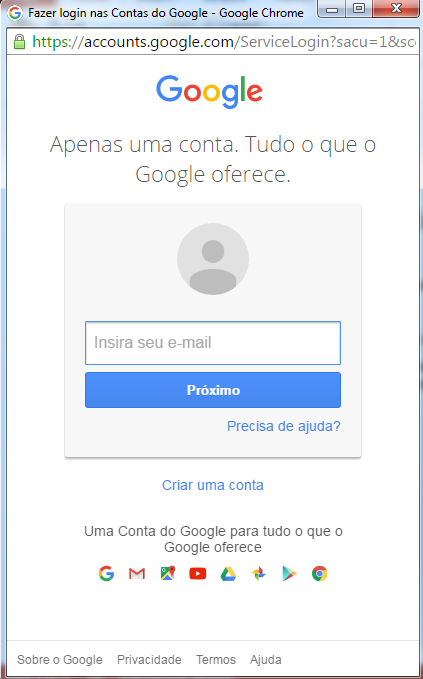 Fazer login nas Contas do Google - Google Chrome
https://accounts.google.com/ServiceLogin?sacu=1&sc
Google
Apenas uma conta. Tudo o que o
Google oferece.
Insira seu e-mail
Próximo
Precisa de ajuda?
Criar uma conta
Uma Conta do Google para tudo o que o
Google oferece
Sobre o Google Privacidade Termos Ajuda